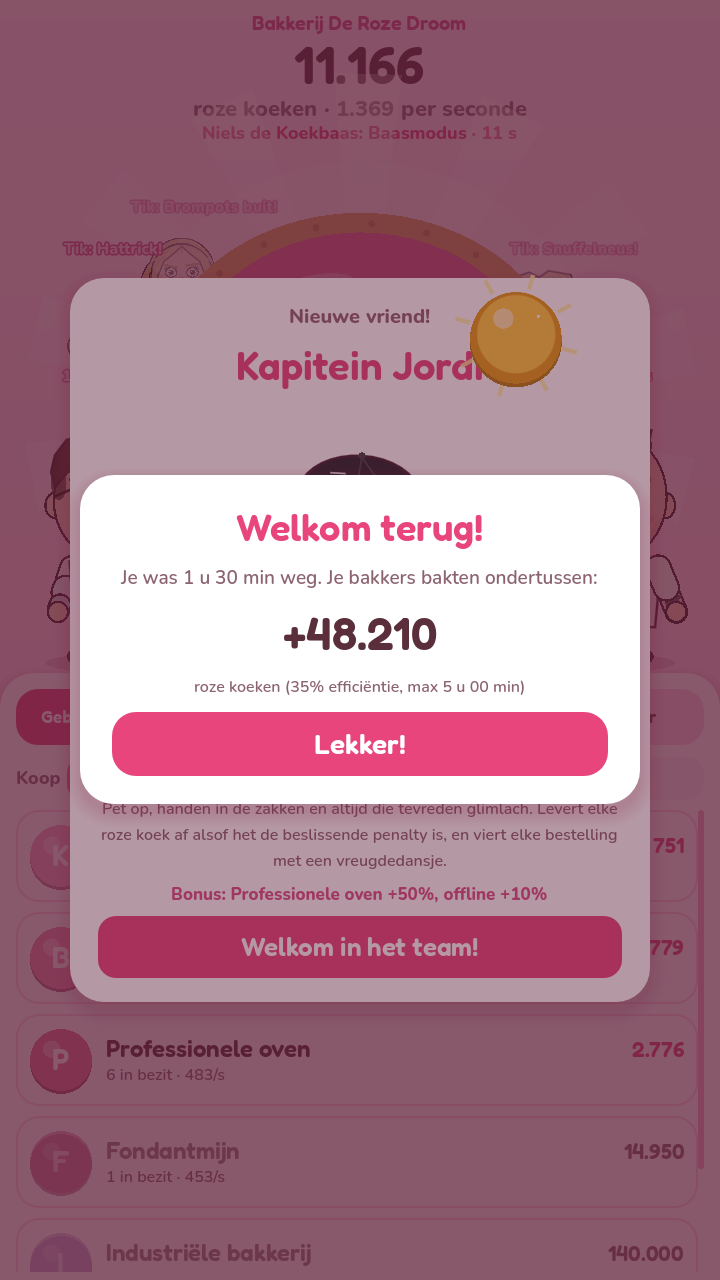 Bakkerij De Roze Droom
11.166
roze koeken · 1.369 per seconde
Niels de Koekbaas: Baasmodus · 11 s
Tik: Brompots buit!
Tik: Hattrick!
Tik: Snuffelneus!
Nieuwe vriend!
Kapitein
Welkom terug!
Je was 1 u 30 min weg. Je bakkers bakten ondertussen:
+48.210
roze koeken (35% efficiëntie, max 5 u 00 min)
Lekker!
Koop
Pet op, handen in de zakken en altijd die tevreden glimlach. Levert elke
roze koek af alsof het de beslissende penalty is, en viert elke bestelling
met een vreugdedansje.
Bonus: Professionele oven +50%, offline +10%
Welkom in het team!
K
751
B
779
P
Professionele oven
6 in bezit · 483/s
2.776
F
Fondantmijn
1 in bezit · 453/s
14.950
Industriële bakkerij
140.000